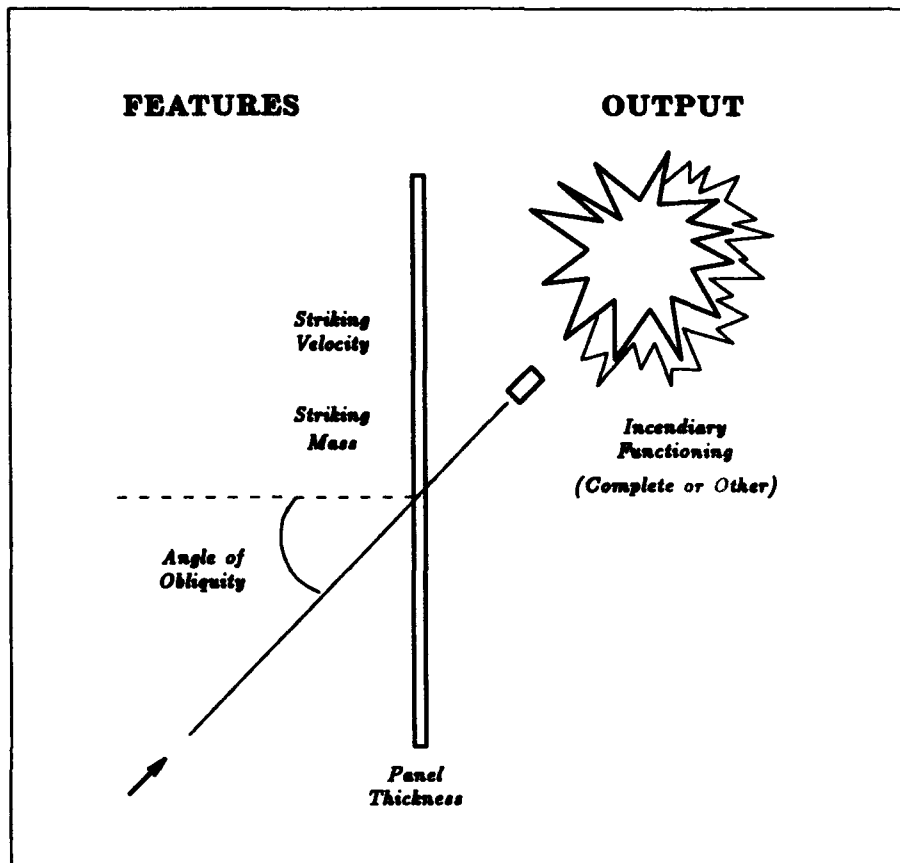 FEATURES
OUTPUT
Striking
Velocity
Striking
Mass
Incendiary
Functioning
(Complete or Other)
Angle of
Obliquity
Panel
Thickness